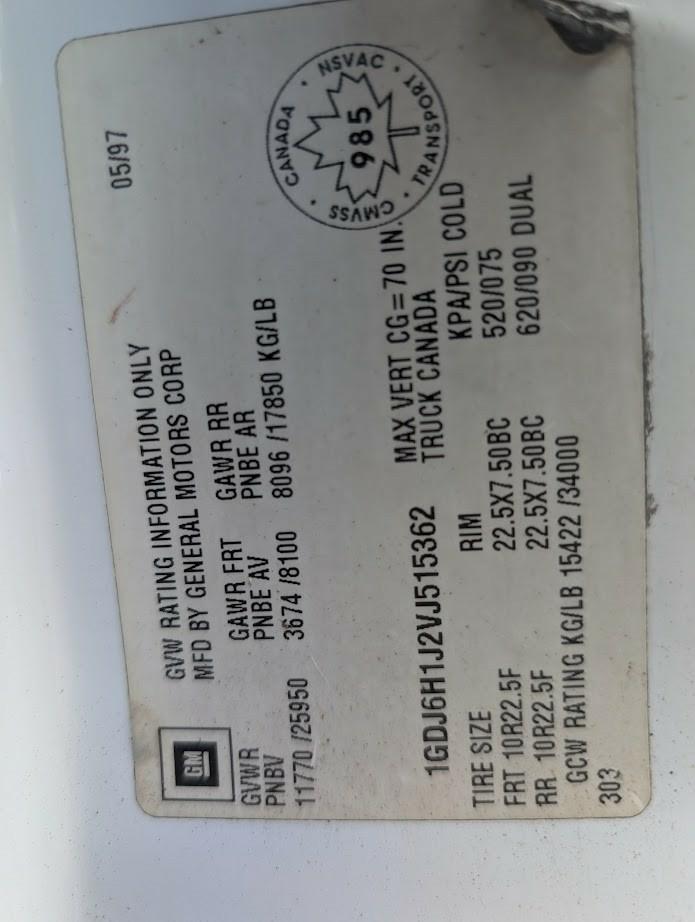 05/97
GVW RATING INFORMATION ONLY
MFD BY GENERAL MOTORS CORP
GM
GVWR GAWR FRT GAWR RR
PNBV PNBE AV PNBE AR
11770 /25950 3674 /8100 8096 /17850 KG/LB
CANADA · NSVAC · TRANSPORT · CMVSS ·
985
1GDJ6H1J2VJ515362 MAX VERT CG=70 IN.
TRUCK CANADA
TIRE SIZE RIM KPA/PSI COLD
FRT 10R22.5F 22.5X7.50BC 520/075
RR 10R22.5F 22.5X7.50BC 620/090 DUAL
GCW RATING KG/LB 15422 /34000
303